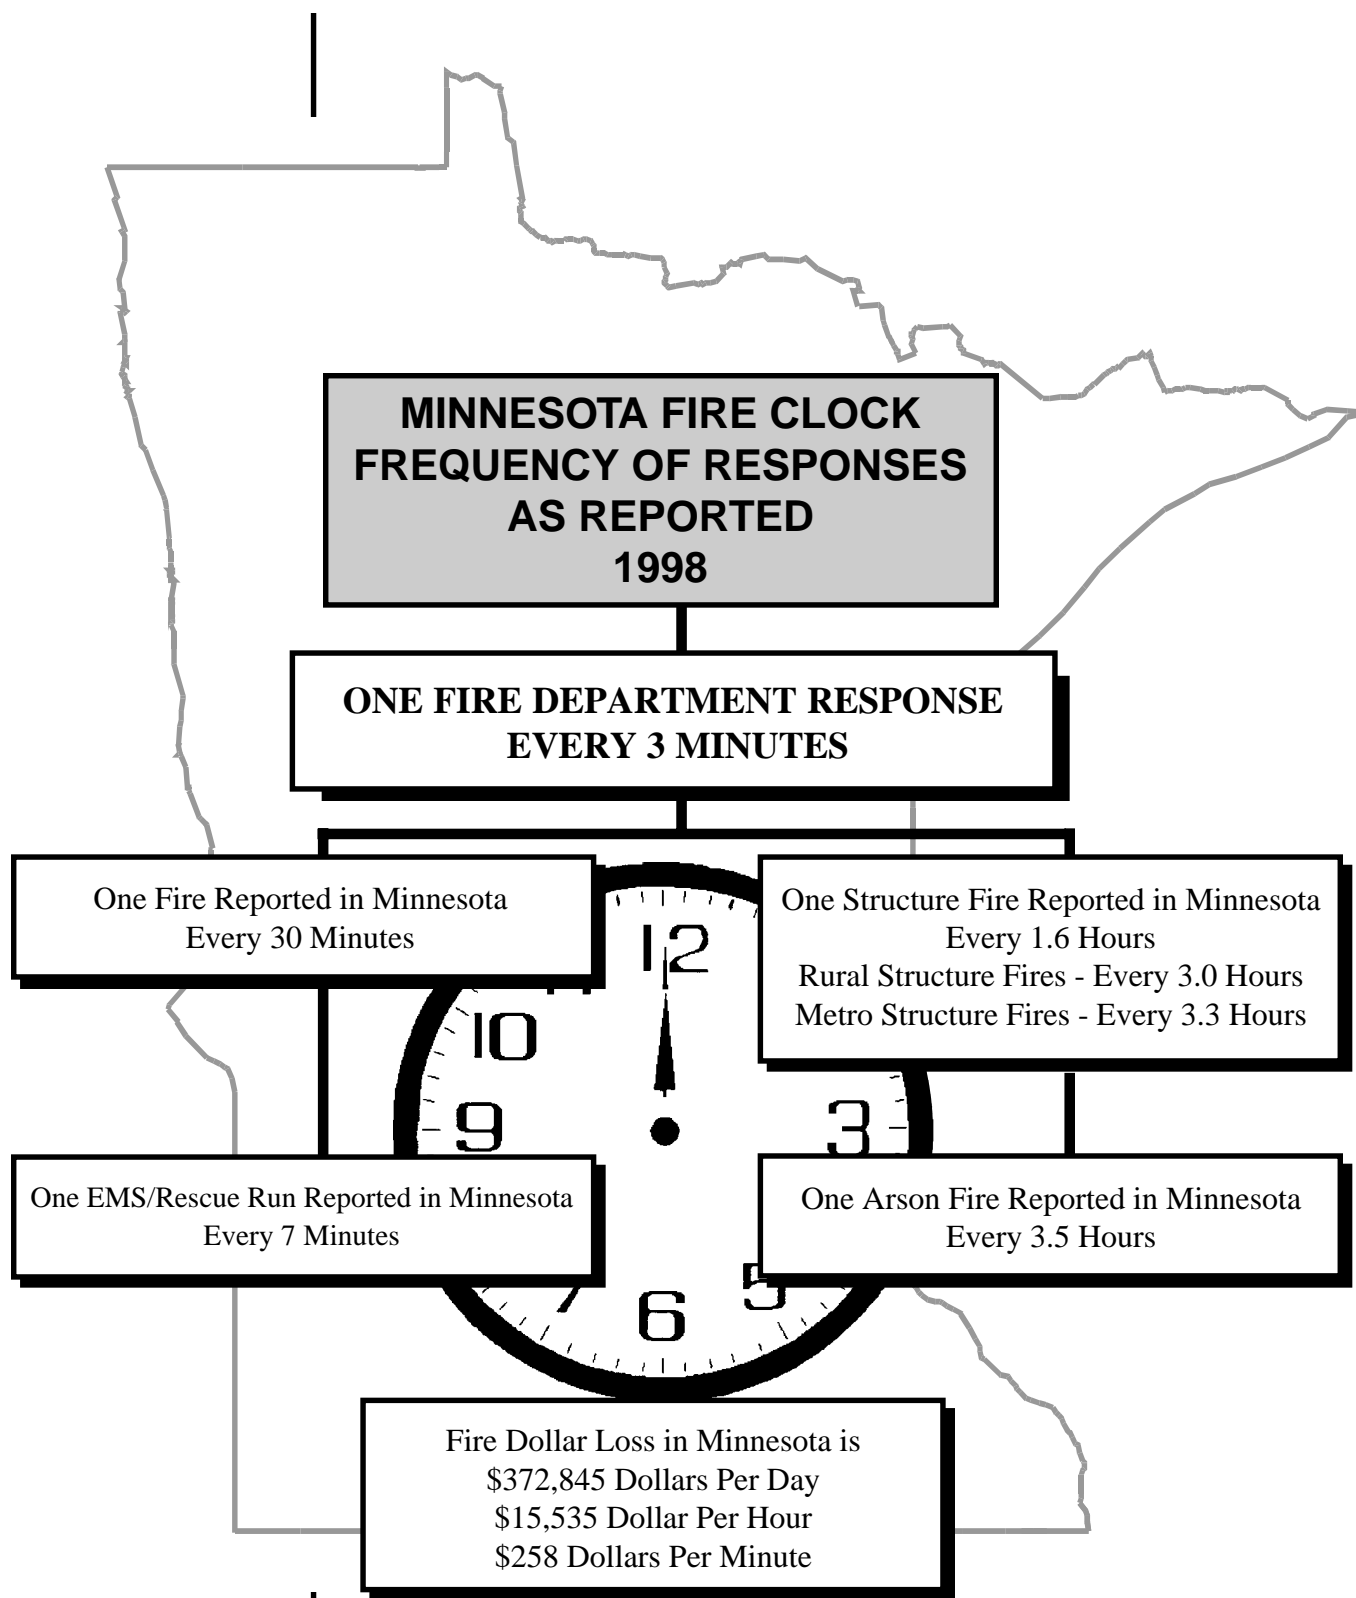 MINNESOTA FIRE CLOCK
FREQUENCY OF RESPONSES
AS REPORTED
1998
ONE FIRE DEPARTMENT RESPONSE
EVERY 3 MINUTES
One Fire Reported in Minnesota
Every 30 Minutes
One Structure Fire Reported in Minnesota
Every 1.6 Hours
Rural Structure Fires - Every 3.0 Hours
Metro Structure Fires - Every 3.3 Hours
12
10
9
3
One EMS/Rescue Run Reported in Minnesota
Every 7 Minutes
One Arson Fire Reported in Minnesota
Every 3.5 Hours
7
6
5
Fire Dollar Loss in Minnesota is
$372,845 Dollars Per Day
$15,535 Dollar Per Hour
$258 Dollars Per Minute